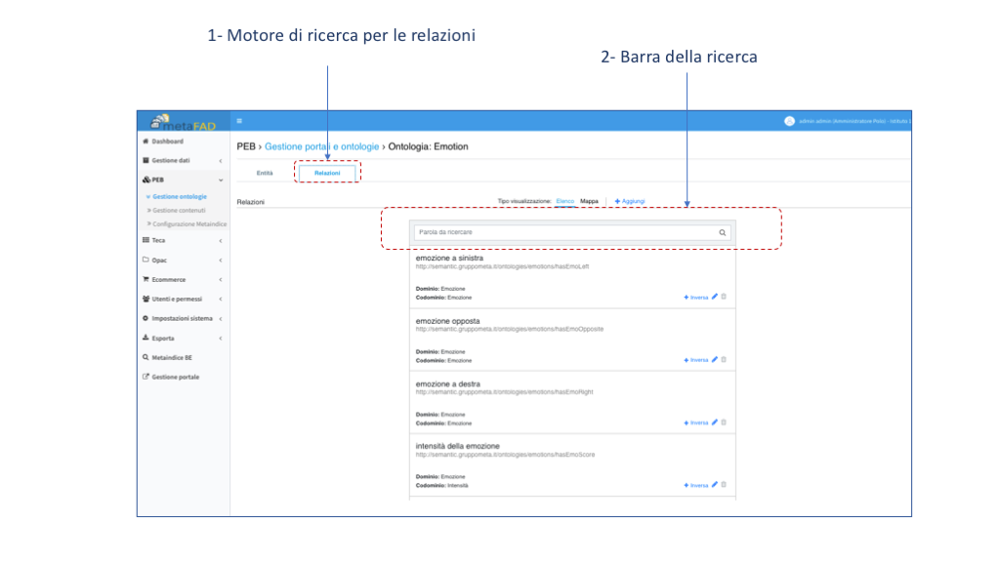 1- Motore di ricerca per le relazioni
2- Barra della ricerca
metaFAD
admin admin (Amministratore Polo) - Istituto 1
Dashboard
Gestione dati
PEB
Gestione ontologie
Gestione contenuti
Configurazione Metaindice
Teca
Opac
Ecommerce
Utenti e permessi
Impostazioni sistema
Esporta
Metaindice BE
Gestione portale
PEB › Gestione portali e ontologie › Ontologia: Emotion
Entità Relazioni
Relazioni Tipo visualizzazione: Elenco Mappa + Aggiungi
Parola da ricercare
emozione a sinistra
http://semantic.gruppometa.it/ontologies/emotions/hasEmoLeft
Dominio: Emozione
Codominio: Emozione + Inversa
emozione opposta
http://semantic.gruppometa.it/ontologies/emotions/hasEmoOpposite
Dominio: Emozione
Codominio: Emozione + Inversa
emozione a destra
http://semantic.gruppometa.it/ontologies/emotions/hasEmoRight
Dominio: Emozione
Codominio: Emozione + Inversa
intensità della emozione
http://semantic.gruppometa.it/ontologies/emotions/hasEmoScore
Dominio: Emozione
Codominio: Intensità + Inversa